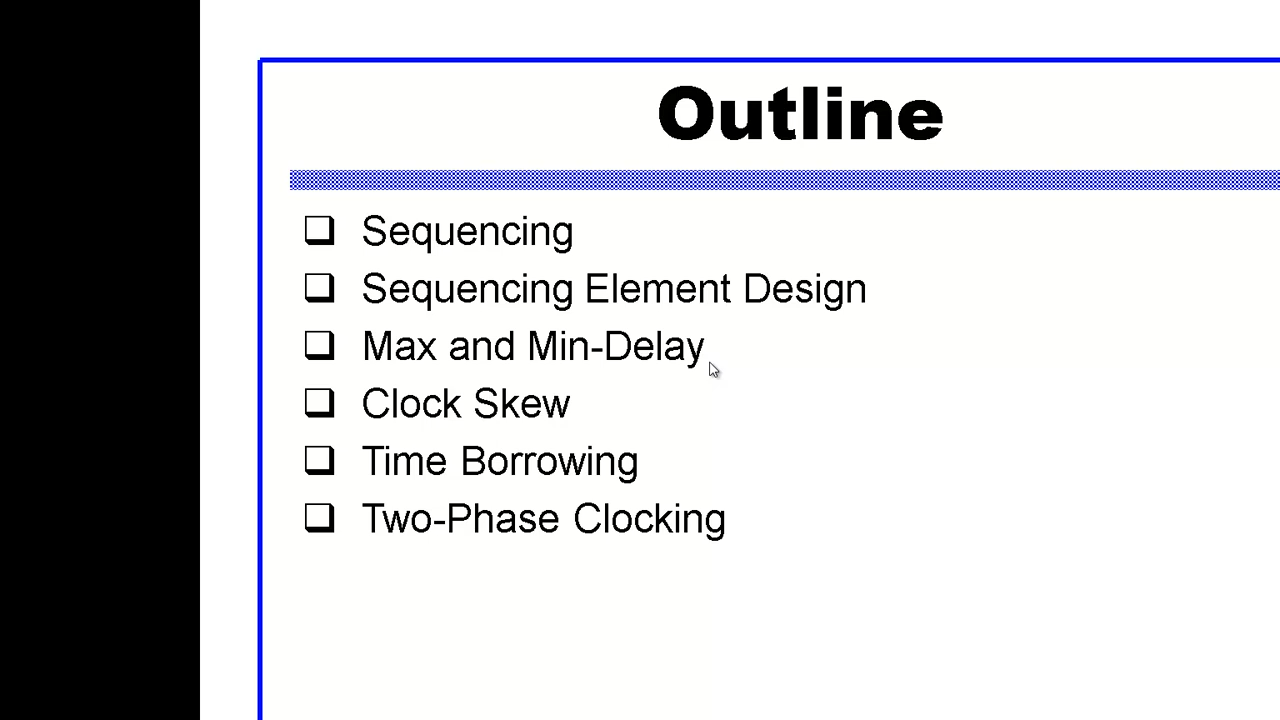 Outline
Sequencing
Sequencing Element Design
Max and Min-Delay
Clock Skew
Time Borrowing
Two-Phase Clocking